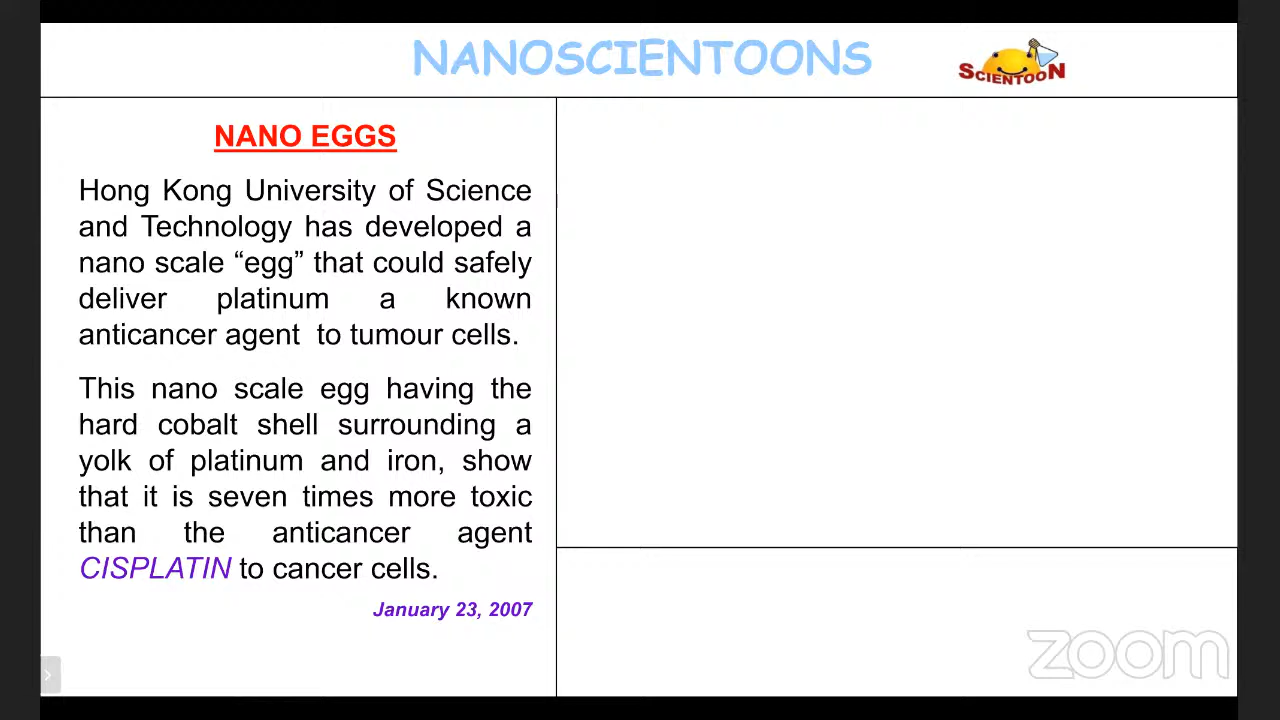 NANOSCIENTOONS
SCIENTOON
NANO EGGS
Hong Kong University of Science
and Technology has developed a
nano scale “egg” that could safely
deliver platinum a known
anticancer agent to tumour cells.
This nano scale egg having the
hard cobalt shell surrounding a
yolk of platinum and iron, show
that it is seven times more toxic
than the anticancer agent
CISPLATIN to cancer cells.
January 23, 2007
zoom